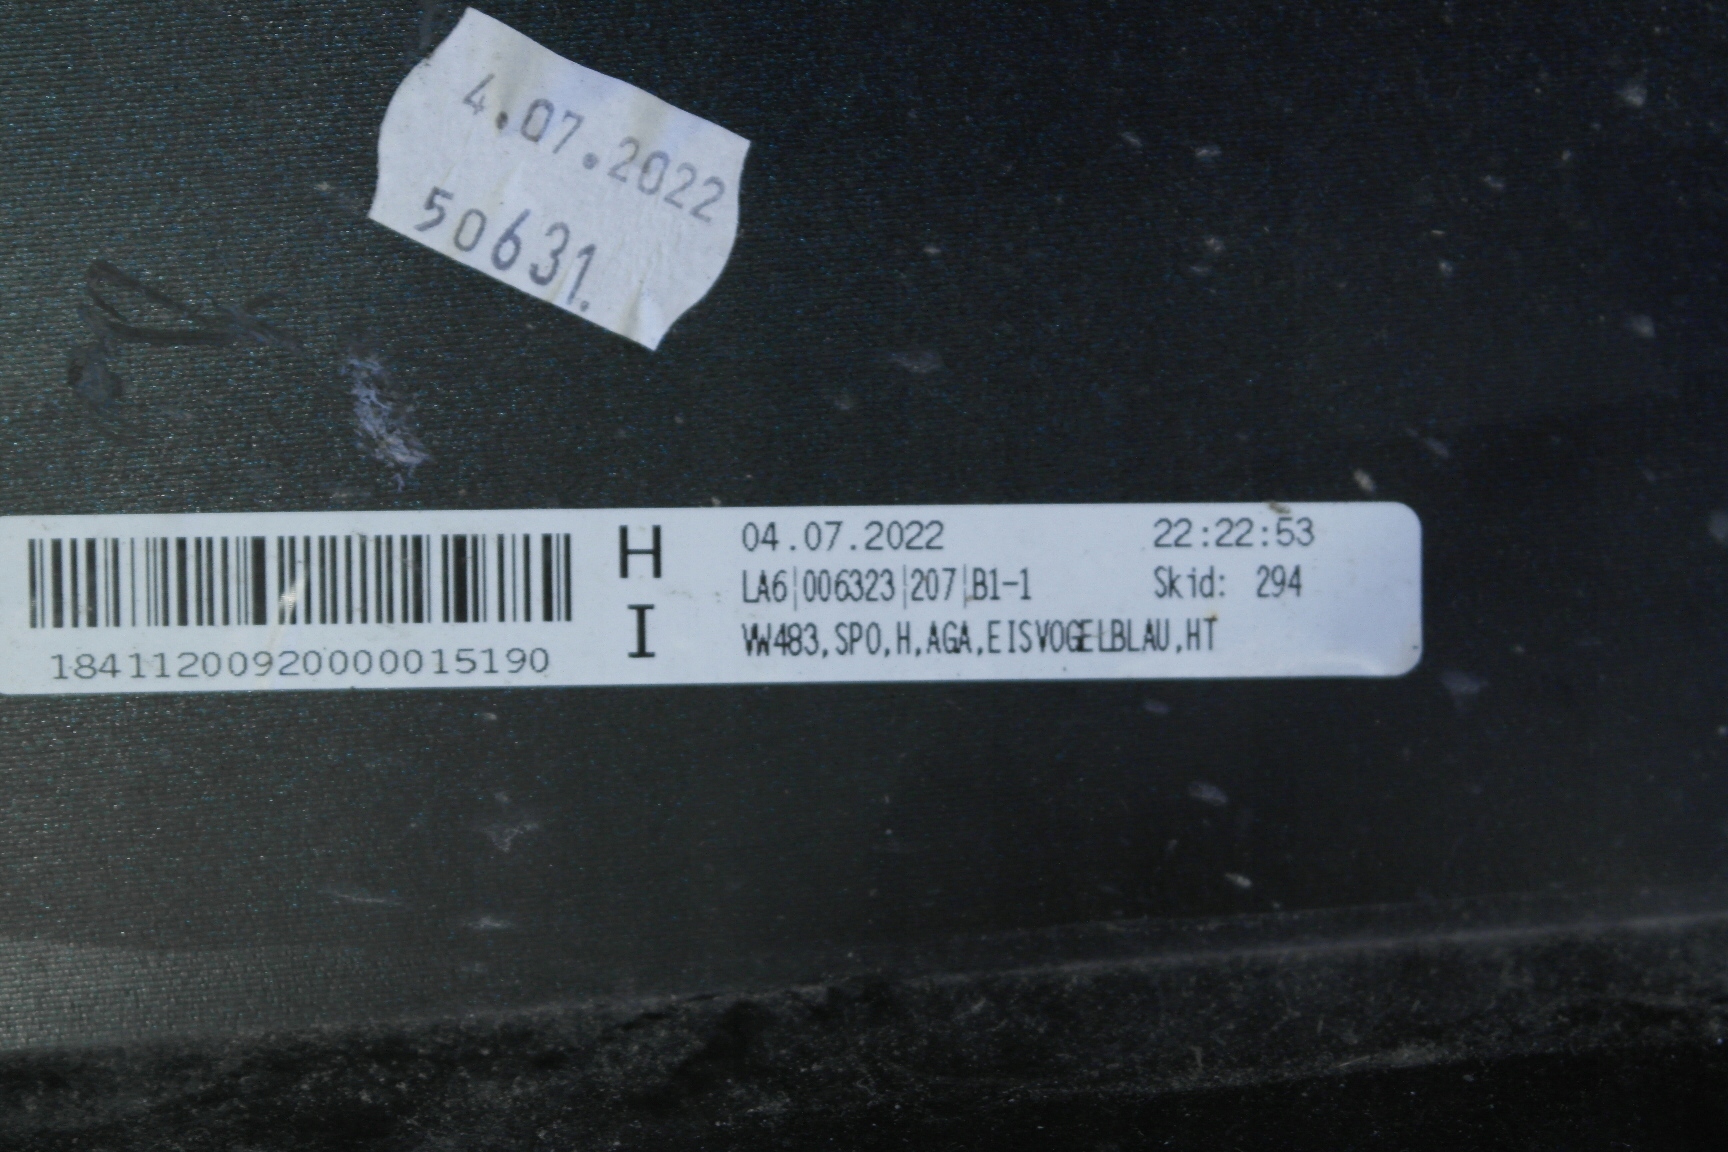 4.07.2022
50631.
H 04.07.2022 22:22:53
LA6|006323|207|B1-1 Skid: 294
I VW483,SPO,H,AGA,EISVOGELBLAU,HT
18411200920000015190